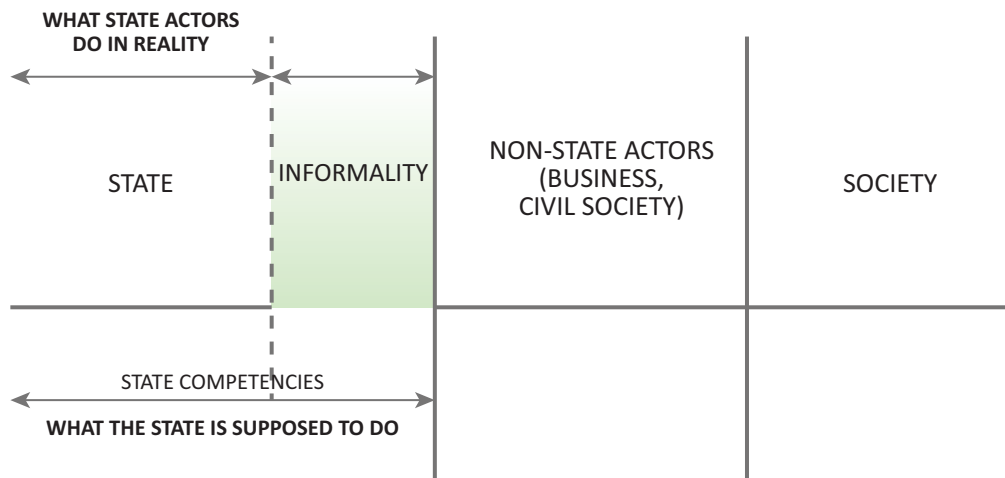 WHAT STATE ACTORS
DO IN REALITY
STATE
INFORMALITY
NON-STATE ACTORS
(BUSINESS,
CIVIL SOCIETY)
SOCIETY
STATE COMPETENCIES
WHAT THE STATE IS SUPPOSED TO DO